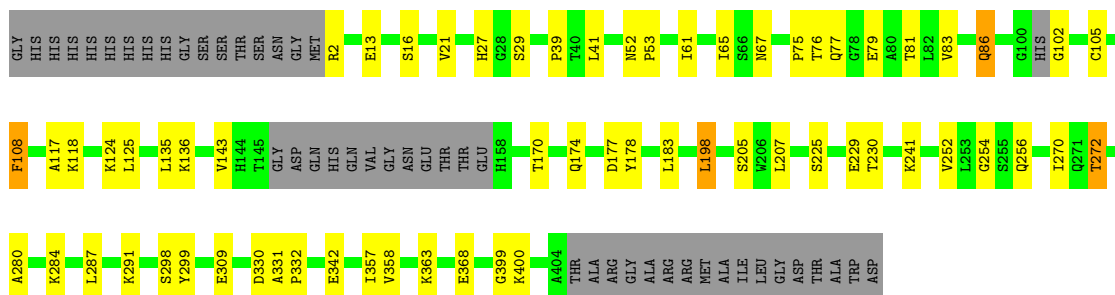 GLY HIS HIS HIS HIS HIS HIS HIS HIS GLY SER SER THR SER ASN GLY MET R2 E13 S16 V21 H27 G28 S29 P39 T40 L41 N52 P53 I61 I65 S66 N67 P75 T76 Q77 G78 E79 A80 T81 L82 V83 Q86 G100 HIS G102 C105
F108 A117 K118 K124 L125 L135 K136 V143 H144 T145 GLY ASP GLN HIS GLN VAL GLY ASN GLU THR THR GLU H158 T170 Q174 D177 Y178 L183 L198 S205 W206 L207 S225 E229 T230 K241 V252 L253 G254 S255 Q256 I270 Q271 T272
A280 K284 L287 K291 S298 Y299 E309 D330 A331 P332 E342 I357 V358 K363 E368 G399 K400 A404 THR ALA ARG GLY ALA ARG ARG MET ALA ILE LEU GLY ASP THR ALA TRP ASP